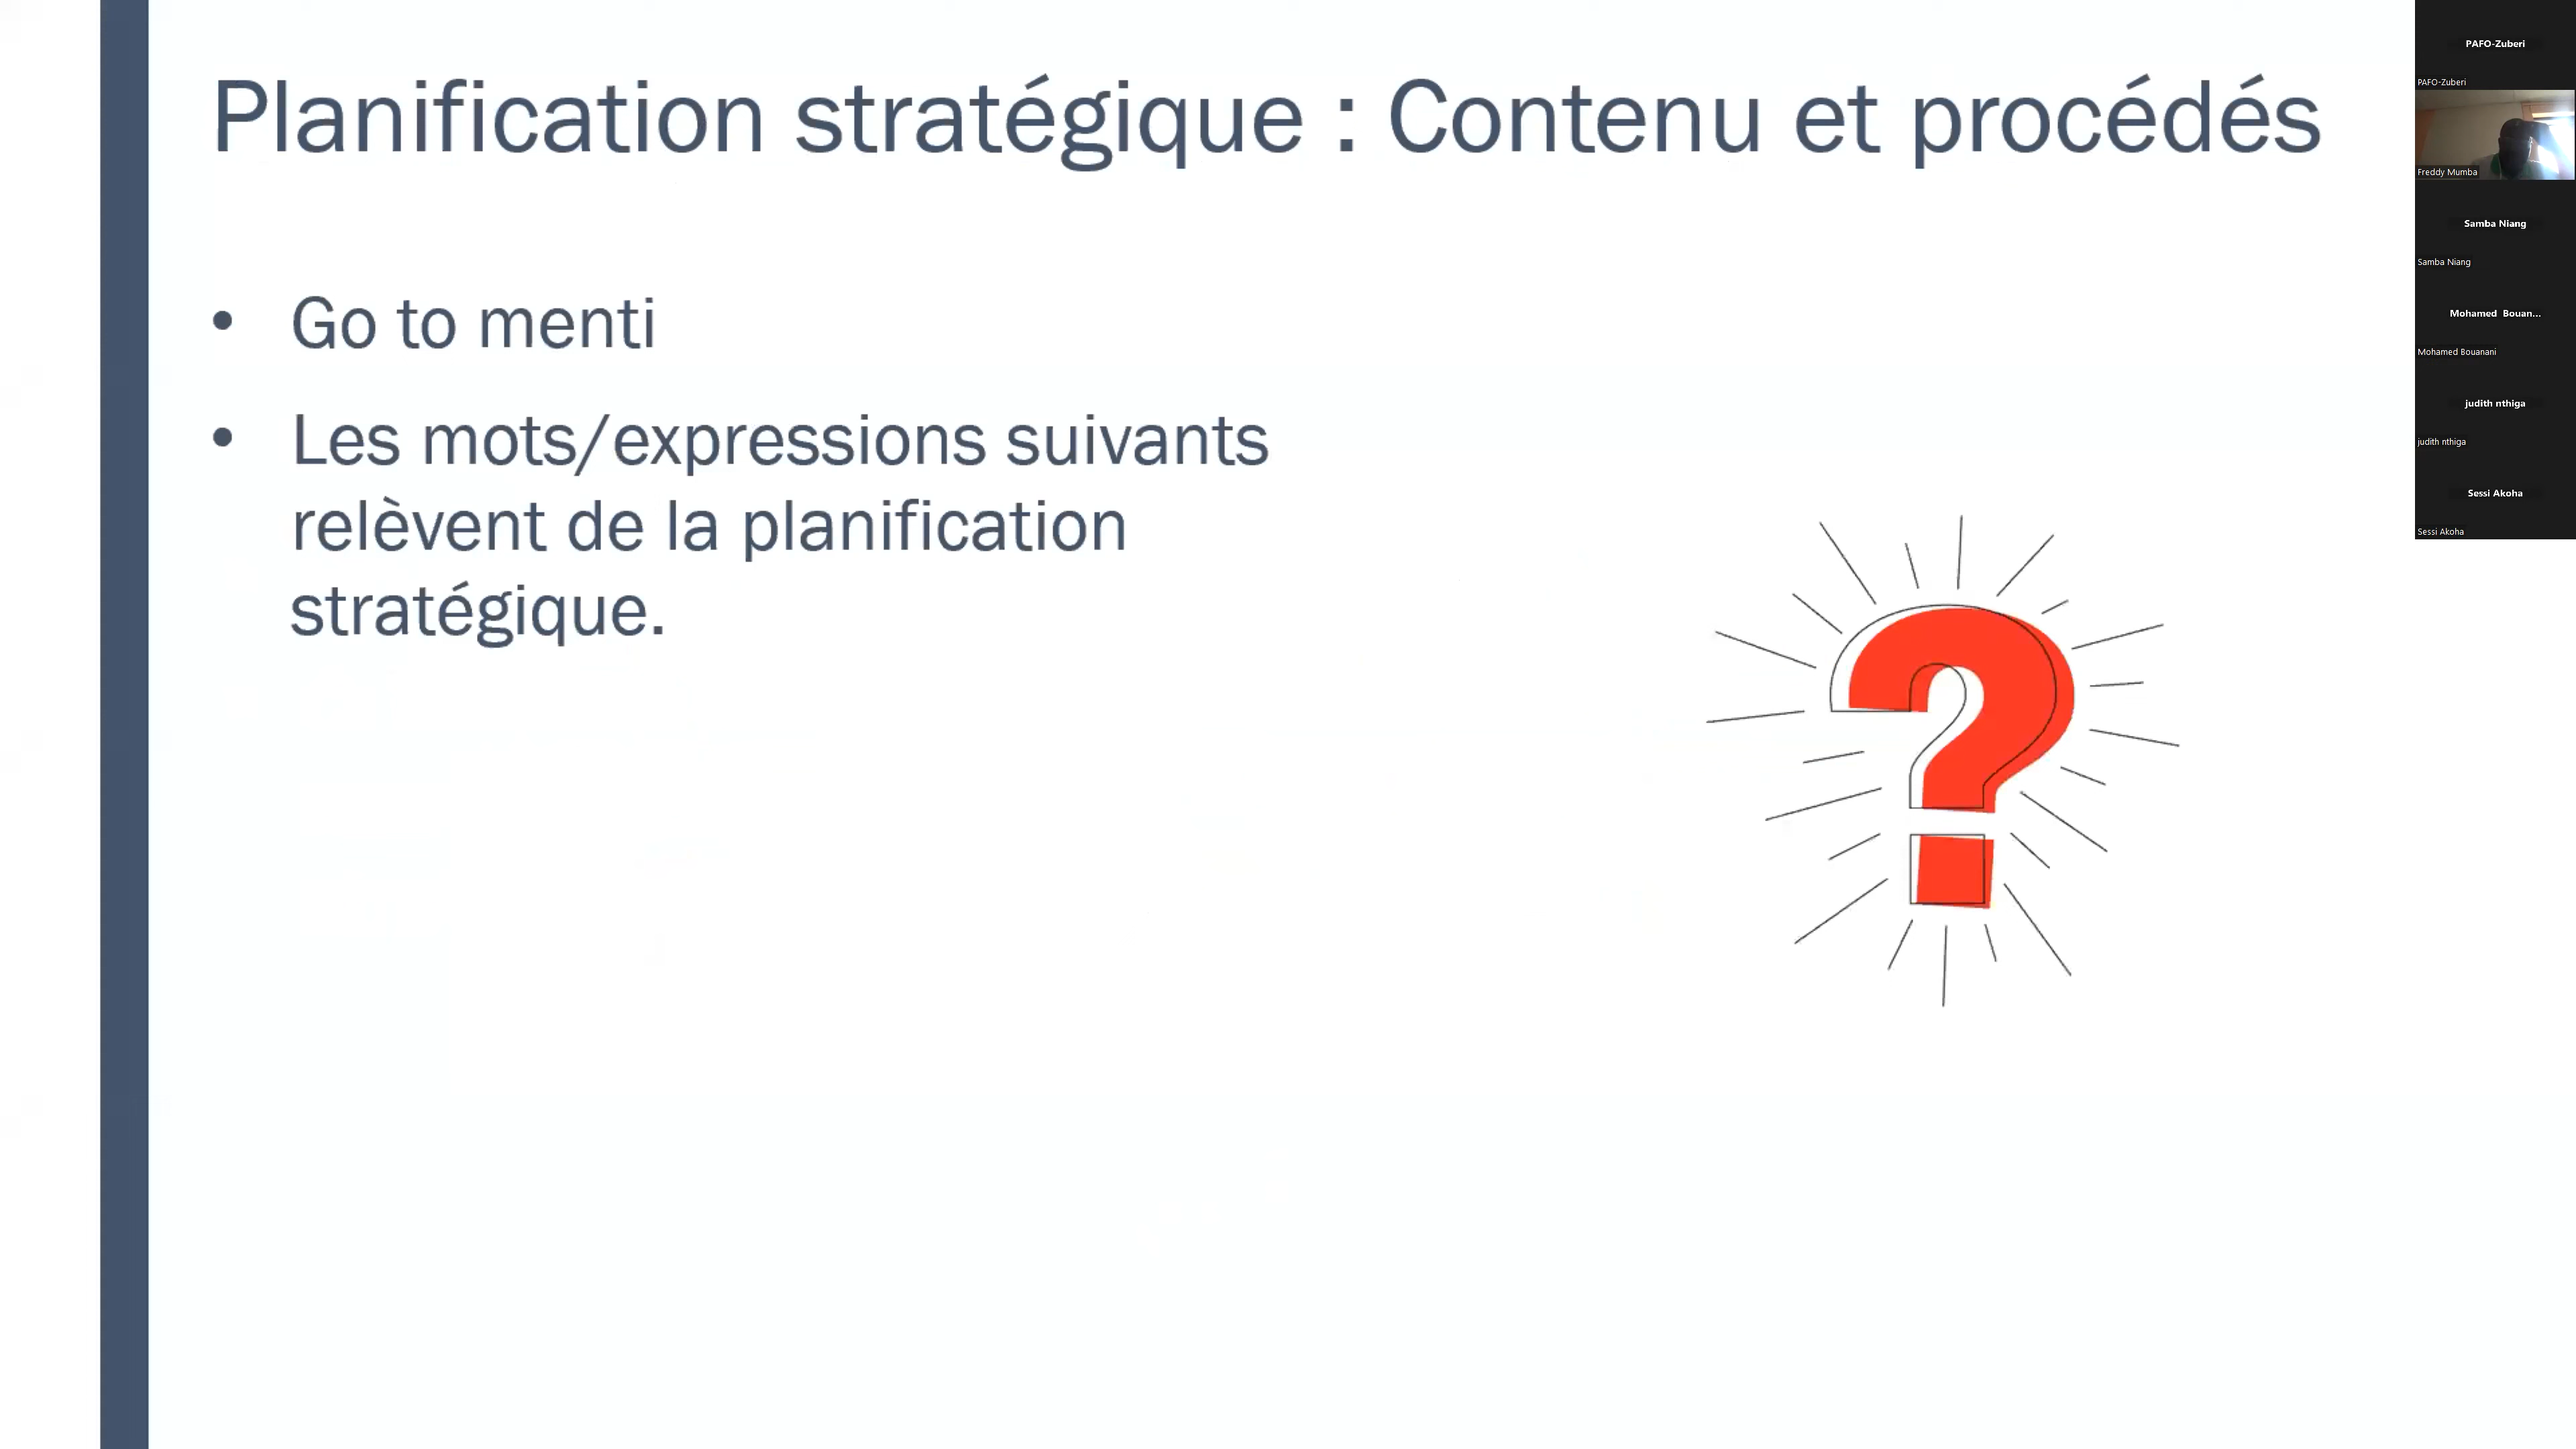 Planification stratégique : Contenu et procédés
• Go to menti
• Les mots/expressions suivants
relèvent de la planification
stratégique.
PAFO-Zuberi
PAFO-Zuberi
Freddy Mumba
Samba Niang
Samba Niang
Mohamed Bouan...
Mohamed Bouanani
judith nthiga
judith nthiga
Sessi Akoha
Sessi Akoha